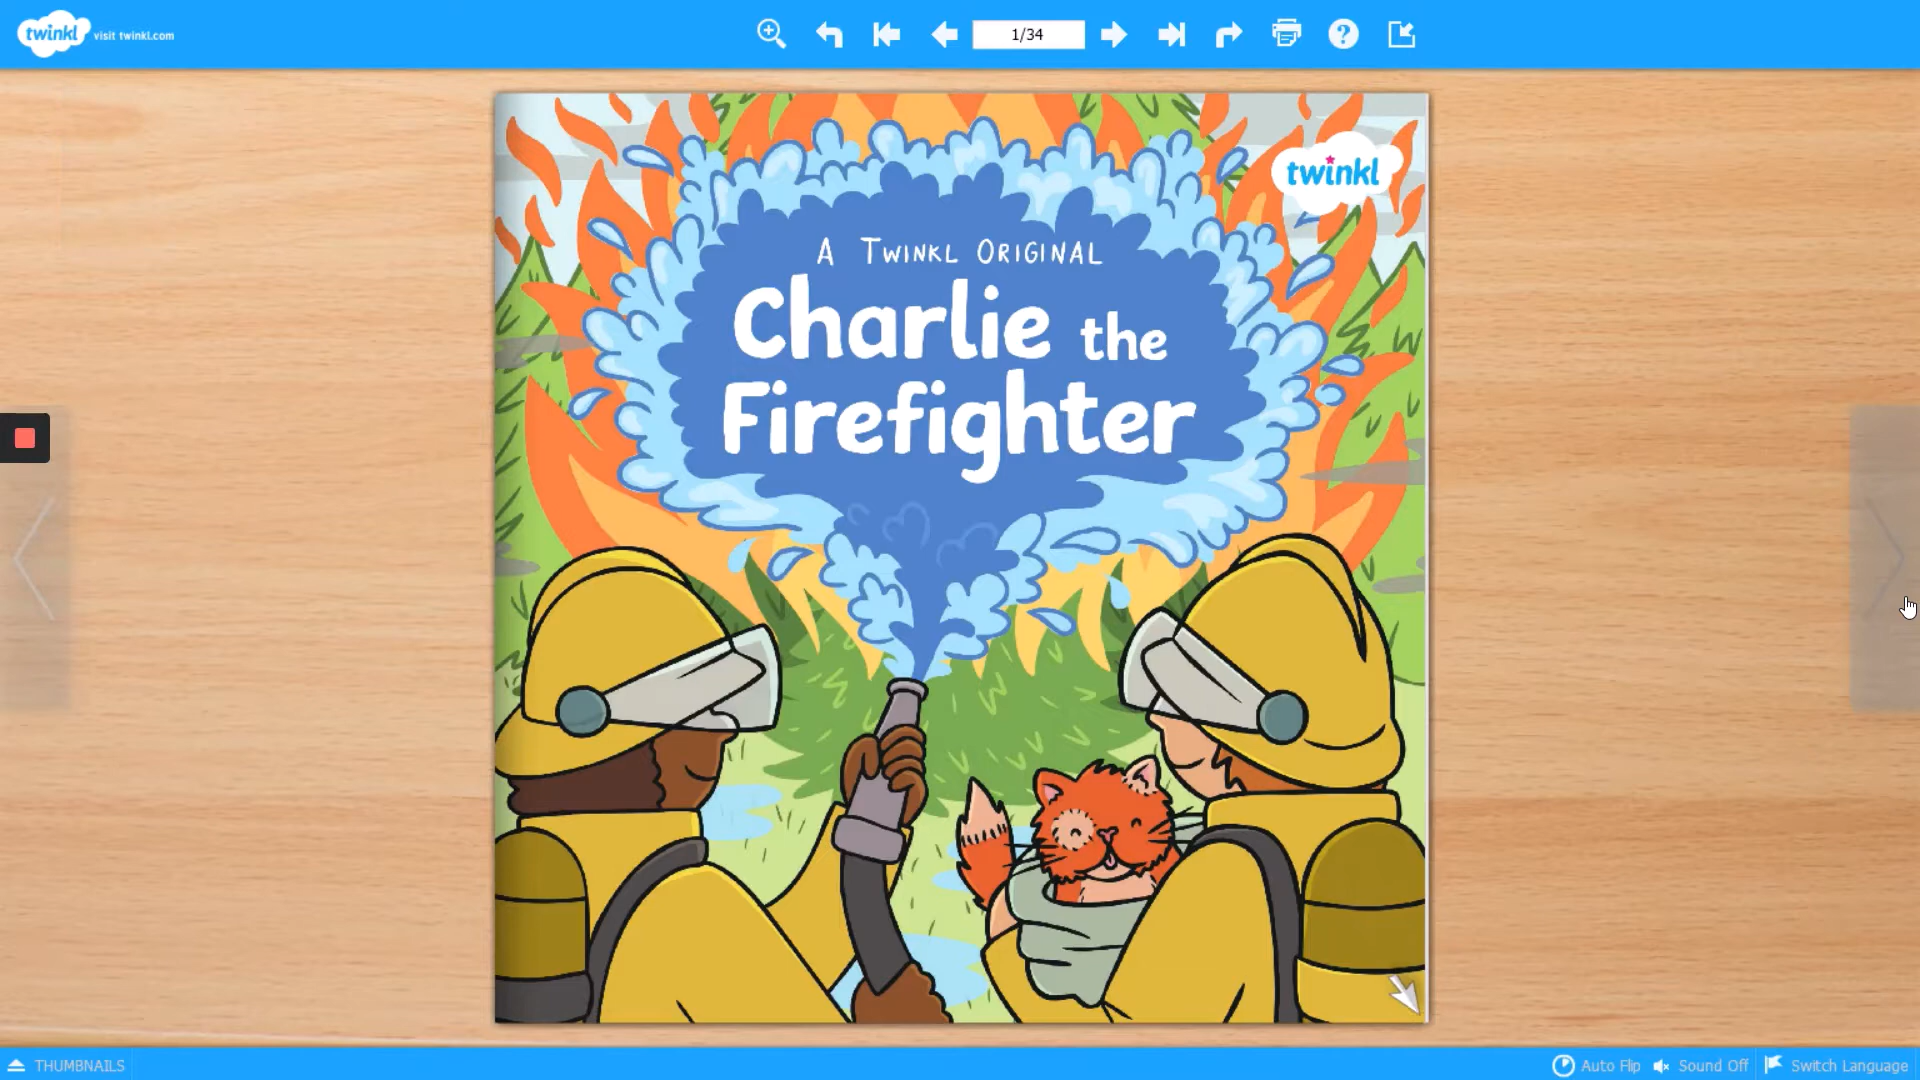 twinkl visit twinkl.com
1/34
?
twinkl
A TWINKL ORIGINAL
Charlie the
Firefighter
THUMBNAILS
Auto Flip Sound Off Switch Language